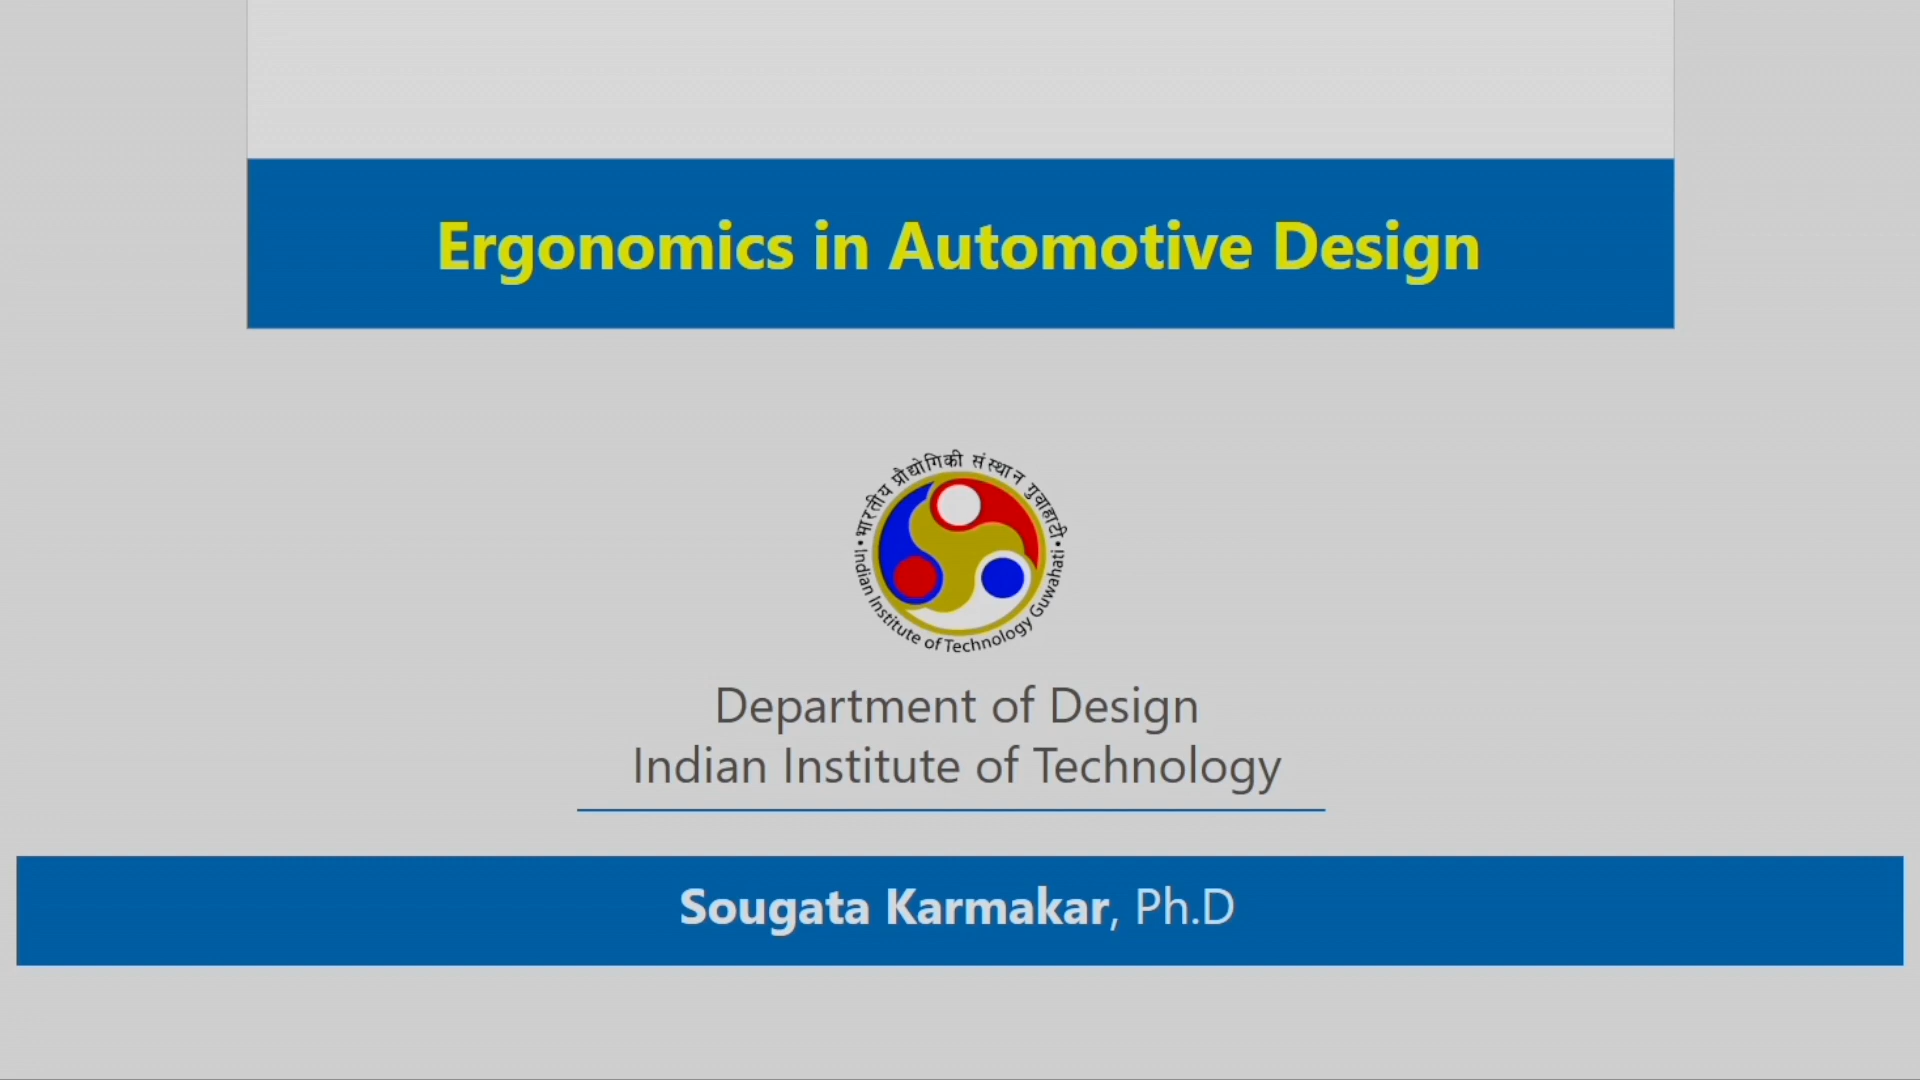 Ergonomics in Automotive Design
भारतीय प्रौद्योगिकी संस्थान गुवाहाटी
Indian Institute of Technology Guwahati
Department of Design
Indian Institute of Technology
Sougata Karmakar, Ph.D